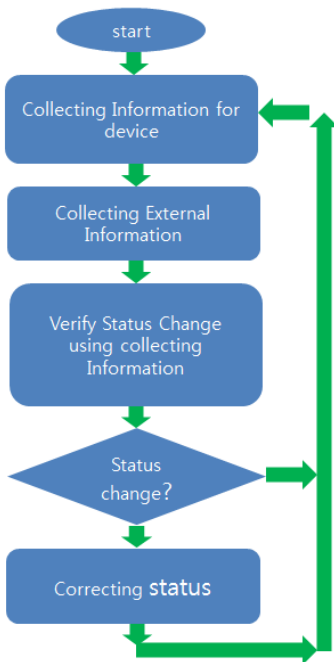 start
Collecting Information for
device
Collecting External
Information
Verify Status Change
using collecting
Information
Status
change?
Correcting status